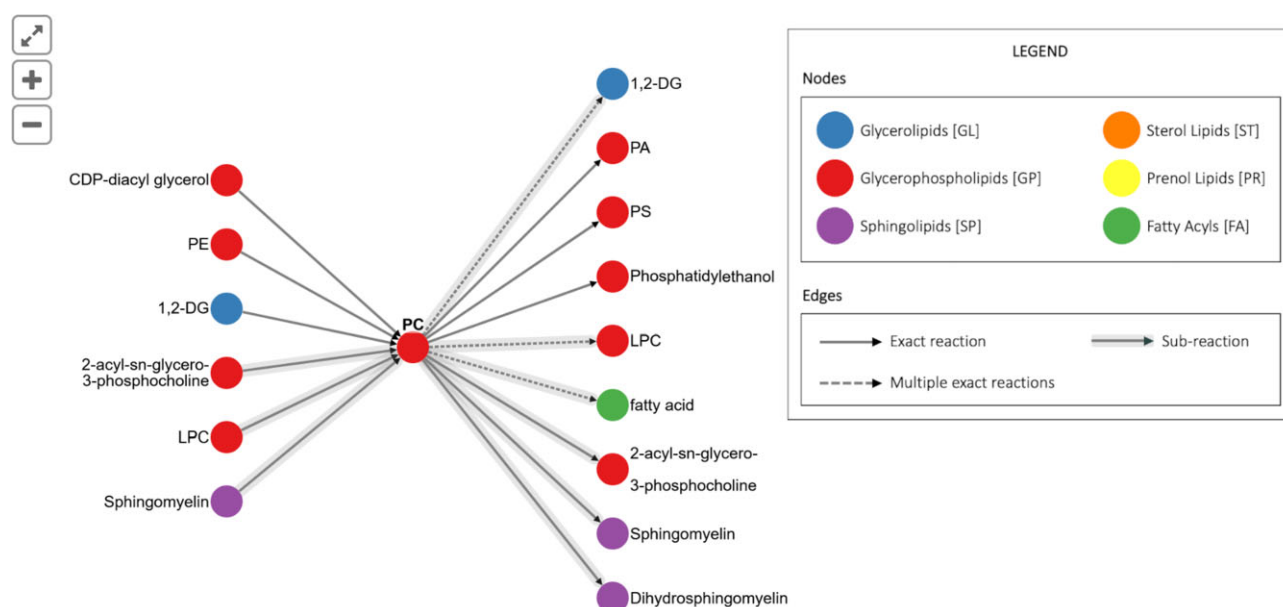 CDP-diacyl glycerol
PE
1,2-DG
2-acyl-sn-glycero-
3-phosphocholine
LPC
Sphingomyelin
PC
1,2-DG
PA
PS
Phosphatidylethanol
LPC
fatty acid
2-acyl-sn-glycero-
3-phosphocholine
Sphingomyelin
Dihydrosphingomyelin
LEGEND
Nodes
Glycerolipids [GL]
Sterol Lipids [ST]
Glycerophospholipids [GP]
Prenol Lipids [PR]
Sphingolipids [SP]
Fatty Acyls [FA]
Edges
Exact reaction
Sub-reaction
Multiple exact reactions